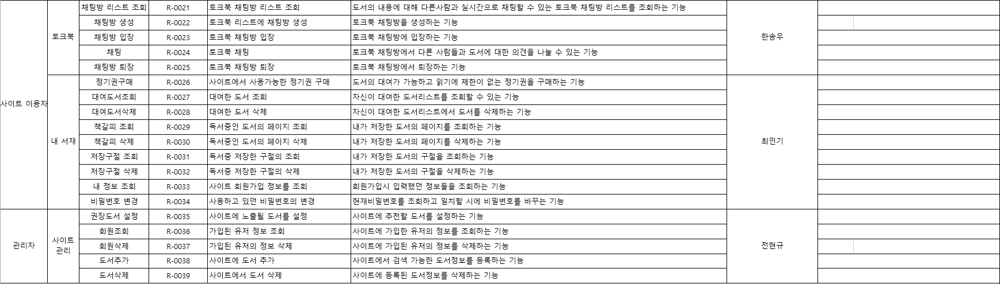 채팅방 리스트 조회 R-0021 토크북 채팅방 리스트 조회 도서의 내용에 대해 다른사람과 실시간으로 채팅할 수 있는 토크북 채팅방 리스트를 조회하는 기능
채팅방 생성 R-0022 토크북 리스트에 채팅방 생성 토크북 채팅방을 생성하는 기능
토크북 채팅방 입장 R-0023 토크북 채팅방 입장 토크북 채팅방에 입장하는 기능 한송우
채팅 R-0024 토크북 채팅 토크북 채팅방에서 다른 사람들과 도서에 대한 의견을 나눌 수 있는 기능
채팅방 퇴장 R-0025 토크북 채팅방 퇴장 토크북 채팅방에서 퇴장하는 기능
정기권구매 R-0026 사이트에서 사용가능한 정기권 구매 도서의 대여가 가능하고 읽기에 제한이 없는 정기권을 구매하는 기능
대여도서조회 R-0027 대여한 도서 조회 자신이 대여한 도서리스트를 조회할 수 있는 기능
사이트 이용자
대여도서삭제 R-0028 대여한 도서 삭제 자신이 대여한 도서리스트에서 도서를 삭제하는 기능
책갈피 조회 R-0029 독서중인 도서의 페이지 조회 내가 저장한 도서의 페이지를 조회하는 기능
내 서재 책갈피 삭제 R-0030 독서중인 도서의 페이지 삭제 내가 저장한 도서의 페이지를 삭제하는 기능 최민기
저장구절 조회 R-0031 독서중 저장한 구절의 조회 내가 저장한 도서의 구절을 조회하는 기능
저장구절 삭제 R-0032 독서중 저장한 구절의 삭제 내가 저장한 도서의 구절을 삭제하는 기능
내 정보 조회 R-0033 사이트 회원가입 정보를 조회 회원가입시 입력했던 정보들을 조회하는 기능
비밀번호 변경 R-0034 사용하고 있던 비밀번호의 변경 현재비밀번호를 조회하고 일치할 시에 비밀번호를 바꾸는 기능
권장도서 설정 R-0035 사이트에 노출될 도서를 설정 사이트에 추천할 도서를 설정하는 기능
회원조회 R-0036 가입된 유저 정보 조회 사이트에 가입한 유저의 정보를 조회하는 기능
관리자 사이트
관리 회원삭제 R-0037 가입된 유저의 정보 삭제 사이트에 가입된 유저의 정보를 삭제하는 기능 전현규
도서추가 R-0038 사이트에 도서 추가 사이트에서 검색 가능한 도서정보를 등록하는 기능
도서삭제 R-0039 사이트에서 도서 삭제 사이트에 등록된 도서정보를 삭제하는 기능